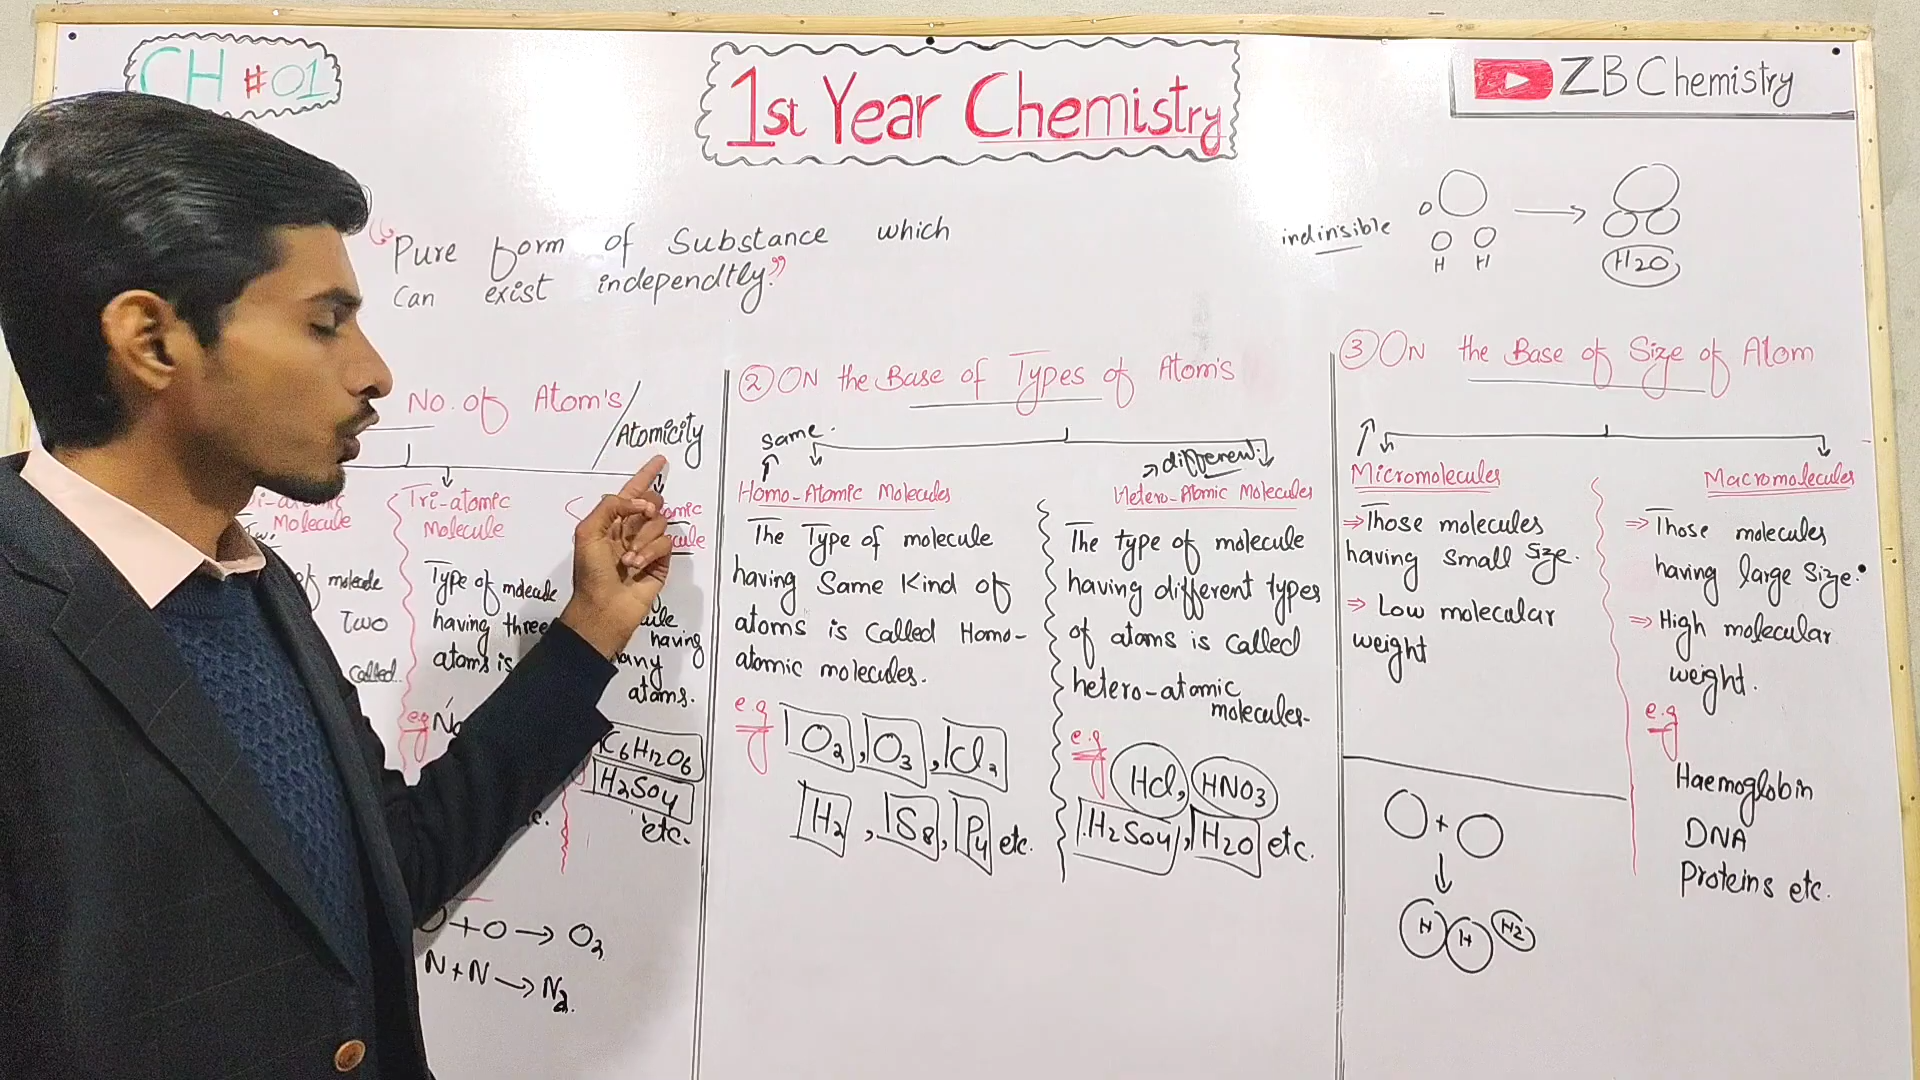 CH #01
1st Year Chemistry
ZB Chemistry
"Pure form of Substance which
can exist independtly"
indinsible
H H
H2O
No. of Atom's/
Atomicity
Molecule
of molecule
Two
Called
Tri-atomic
Molecule
Type of molecule
having three
atoms is
e.g
having
many
atoms.
C6H12O6
H2SO4
etc.
O+O → O2
N+N → N2.
② ON the Base of Types of Atom's
Same
Homo-Atomic Molecules
The Type of molecule
having Same Kind of
atoms is Called Homo-
atomic molecules.
e.g O2, O3, Cl2
H2, S8, P4 etc.
different
Hetero-Atomic Molecules
The type of molecule
having different types
of atoms is called
hetero-atomic
molecules.
e.g HCl, HNO3
H2SO4, H2O etc.
③ ON the Base of Size of Atom
Micromolecules
⇒Those molecules
having small Size.
⇒ Low molecular
weight
+
H H H2
Macromolecules
⇒Those molecules
having large Size.
⇒High molecular
weight.
e.g
Haemoglobin
DNA
Proteins etc.